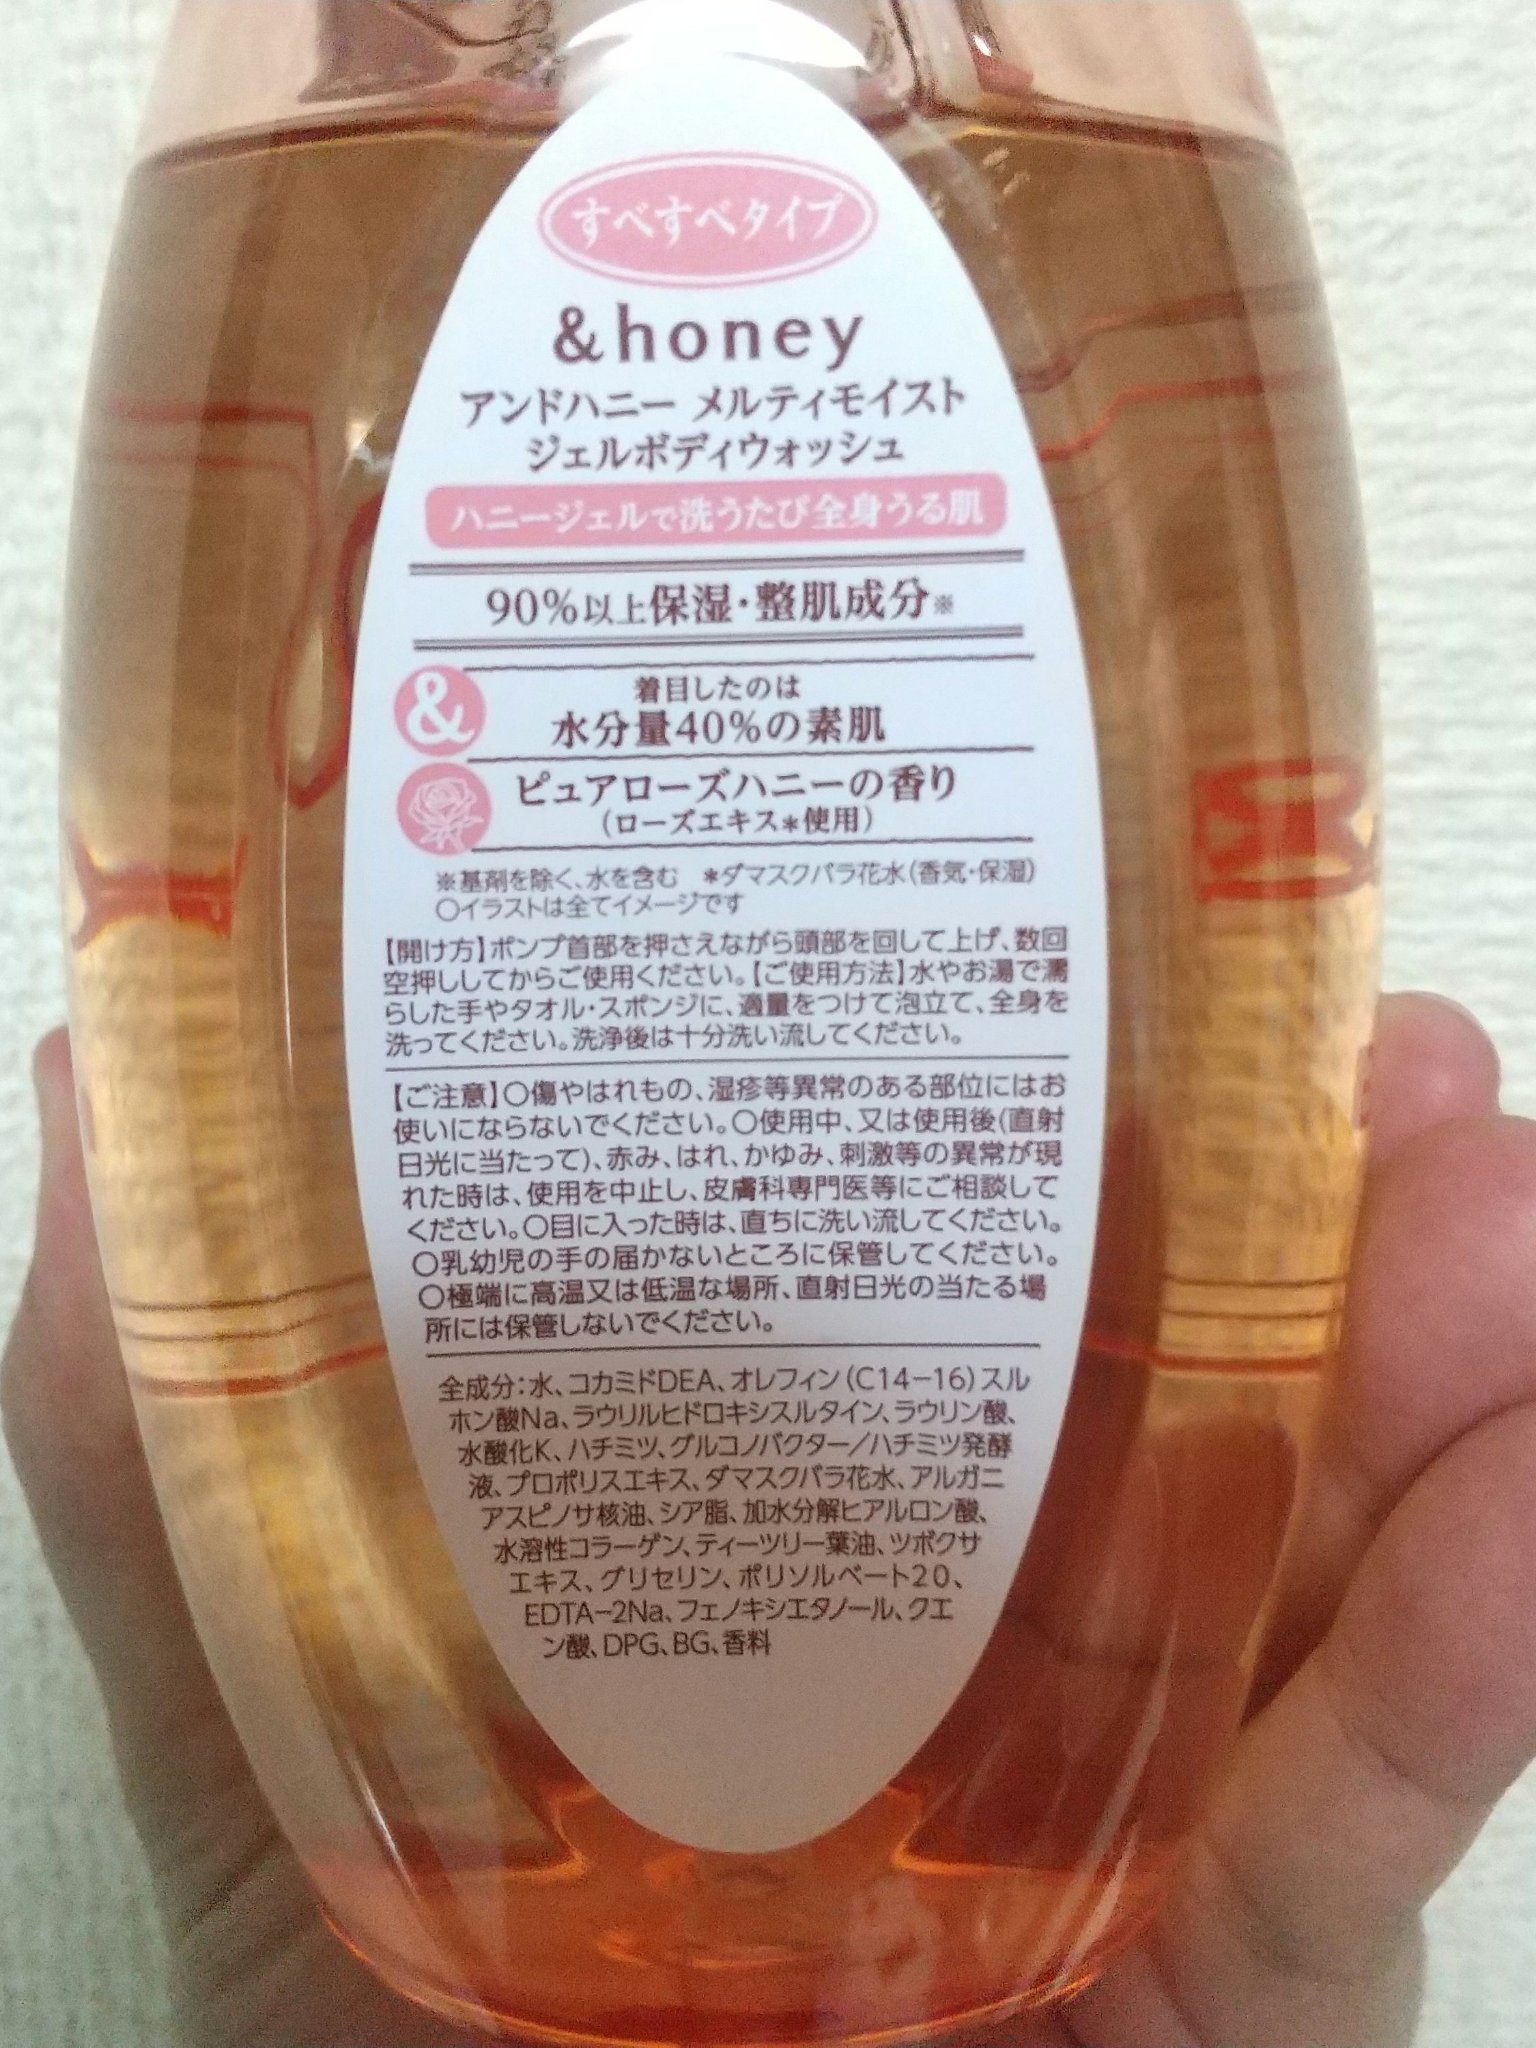 すべすべタイプ
&honey
アンドハニー メルティモイスト
ジェルボディウォッシュ
ハニージェルで洗うたび全身うる肌
90%以上保湿・整肌成分※
&
着目したのは
水分量40%の素肌
ピュアローズハニーの香り
(ローズエキス*使用)
※基剤を除く、水を含む *ダマスクバラ花水(香気・保湿)
○イラストは全てイメージです
【開け方】ポンプ首部を押さえながら頭部を回して上げ、数回
空押ししてからご使用ください。【ご使用方法】水やお湯で濡
らした手やタオル・スポンジに、適量をつけて泡立て、全身を
洗ってください。洗浄後は十分洗い流してください。
【ご注意】○傷やはれもの、湿疹等異常のある部位にはお
使いにならないでください。○使用中、又は使用後(直射
日光に当たって)、赤み、はれ、かゆみ、刺激等の異常が現
れた時は、使用を中止し、皮膚科専門医等にご相談して
ください。○目に入った時は、直ちに洗い流してください。
○乳幼児の手の届かないところに保管してください。
○極端に高温又は低温な場所、直射日光の当たる場
所には保管しないでください。
全成分:水、コカミドDEA、オレフィン(C14-16)スル
ホン酸Na、ラウリルヒドロキシスルタイン、ラウリン酸、
水酸化K、ハチミツ、グルコノバクター/ハチミツ発酵
液、プロポリスエキス、ダマスクバラ花水、アルガニ
アスピノサ核油、シア脂、加水分解ヒアルロン酸、
水溶性コラーゲン、ティーツリー葉油、ツボクサ
エキス、グリセリン、ポリソルベート20、
EDTA-2Na、フェノキシエタノール、クエ
ン酸、DPG、BG、香料